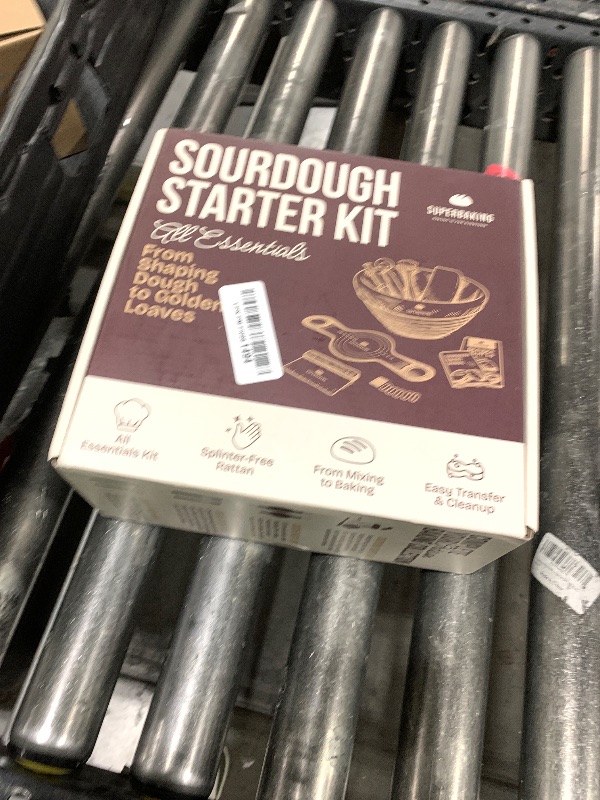 SOURDOUGH
STARTER KIT
All Essentials
From
Shaping
Dough
to Golden
Loaves
SUPERBAKING
1494
All
Essentials Kit
Splinter-Free
Rattan
From Mixing
to Baking
Easy Transfer
& Cleanup